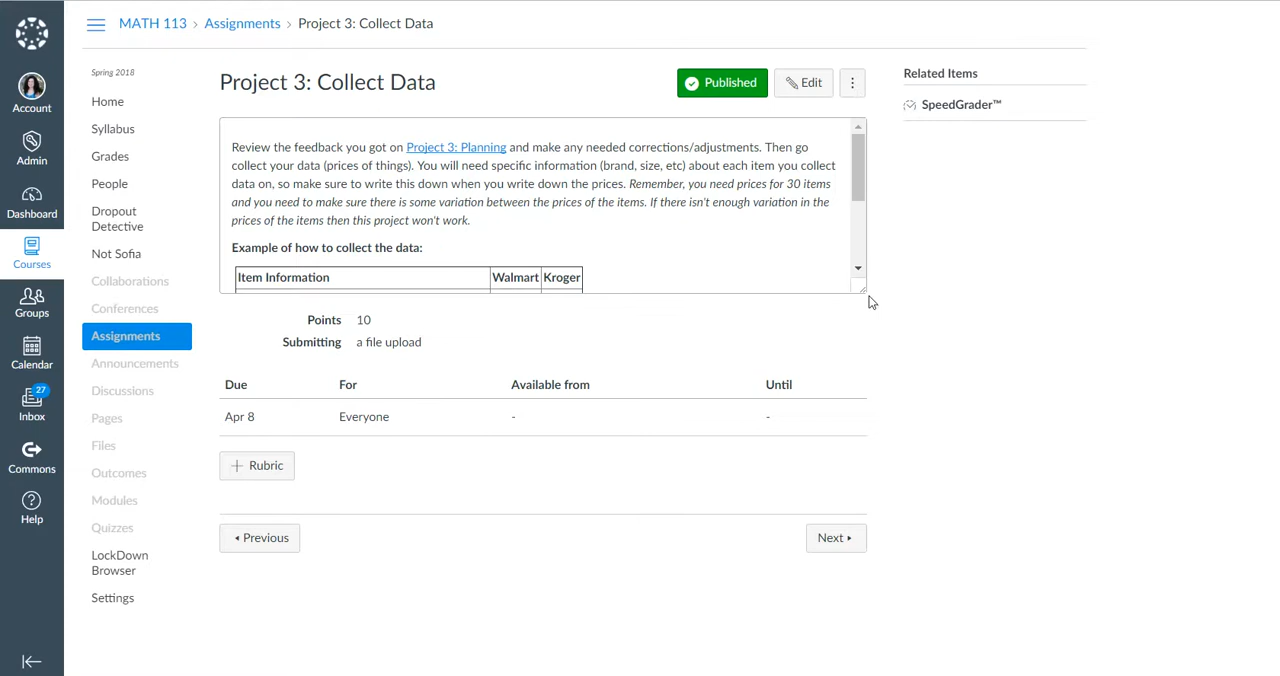 MATH 113 › Assignments › Project 3: Collect Data
Account
Admin
Dashboard
Courses
Groups
Calendar
27
Inbox
Commons
Help
Spring 2018
Home
Syllabus
Grades
People
Dropout
Detective
Not Sofia
Collaborations
Conferences
Assignments
Announcements
Discussions
Pages
Files
Outcomes
Modules
Quizzes
LockDown
Browser
Settings
Project 3: Collect Data
Published
Edit
Review the feedback you got on Project 3: Planning and make any needed corrections/adjustments. Then go
collect your data (prices of things). You will need specific information (brand, size, etc) about each item you collect
data on, so make sure to write this down when you write down the prices. Remember, you need prices for 30 items
and you need to make sure there is some variation between the prices of the items. If there isn't enough variation in the
prices of the items then this project won't work.
Example of how to collect the data:
Item Information Walmart Kroger
Points 10
Submitting a file upload
Due For Available from Until
Apr 8 Everyone - -
Rubric
Previous
Next
Related Items
SpeedGrader™